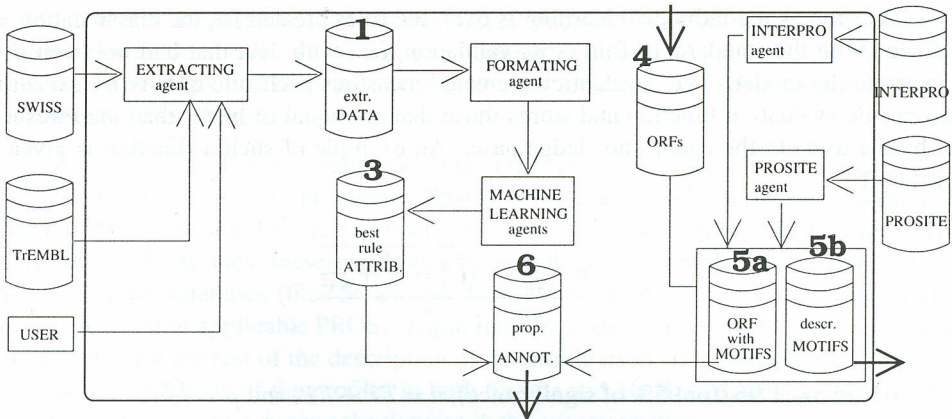 SWISS
EXTRACTING
agent
1
extr.
DATA
FORMATING
agent
4
ORFs
INTERPRO
agent
INTERPRO
TrEMBL
3
best
rule
ATTRIB.
MACHINE
LEARNING
agents
PROSITE
agent
PROSITE
USER
6
prop.
ANNOT.
5a
ORF
with
MOTIFS
5b
descr.
MOTIFS